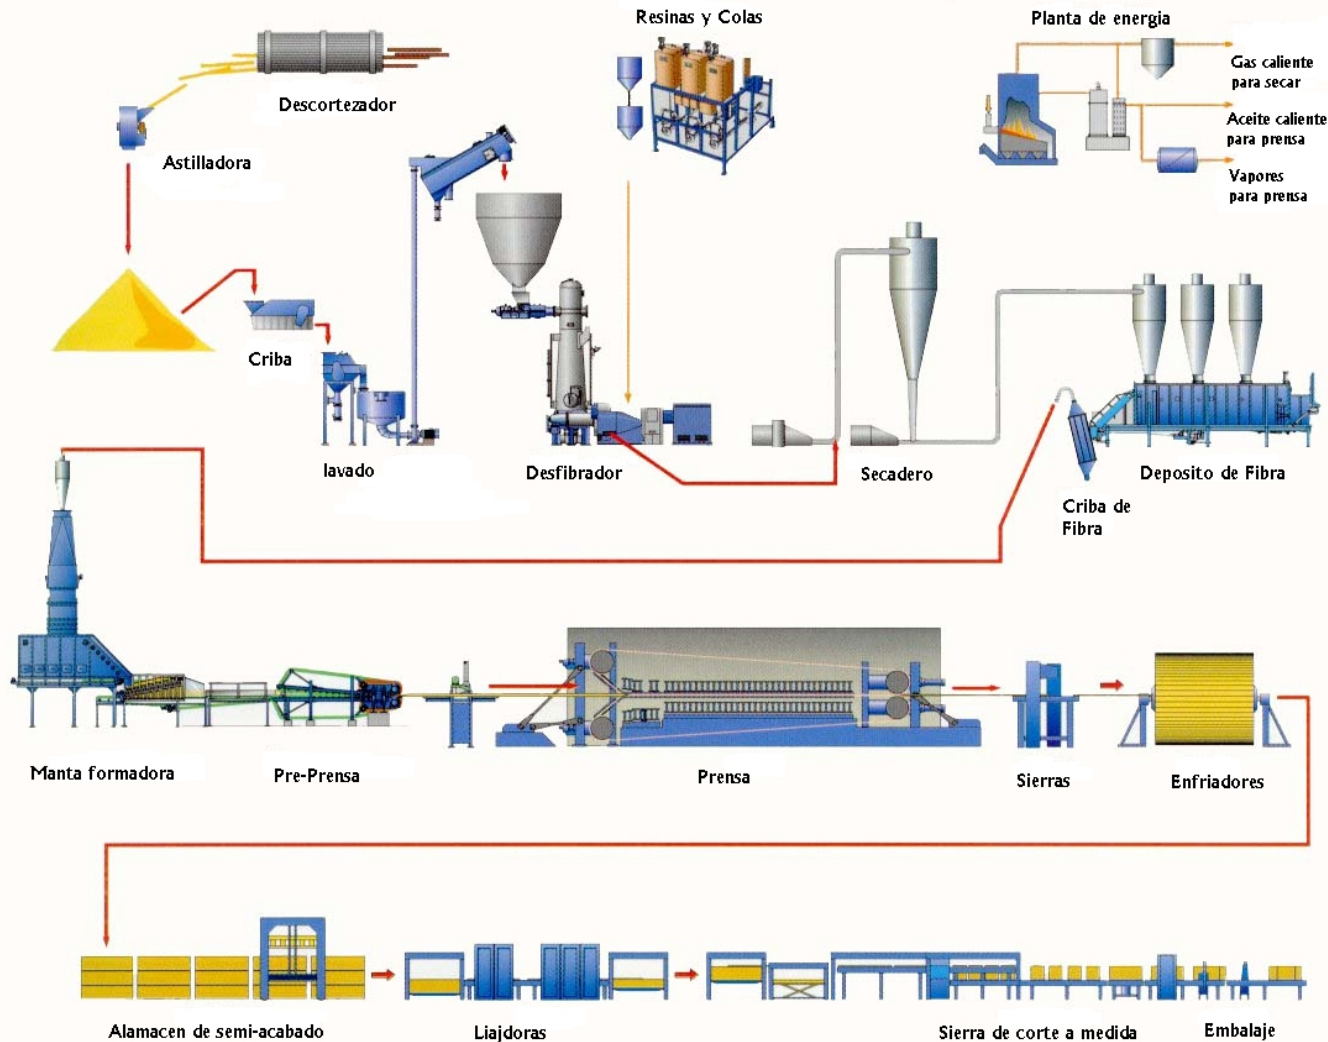 Resinas y Colas
Planta de energia
Gas caliente
para secar
Descortezador
Aceite caliente
para prensa
Astilladora
Vapores
para prensa
Criba
lavado
Desfibrador
Secadero
Deposito de Fibra
Criba de
Fibra
Manta formadora
Pre-Prensa
Prensa
Sierras
Enfriadores
Alamacen de semi-acabado
Liajdoras
Sierra de corte a medida
Embalaje